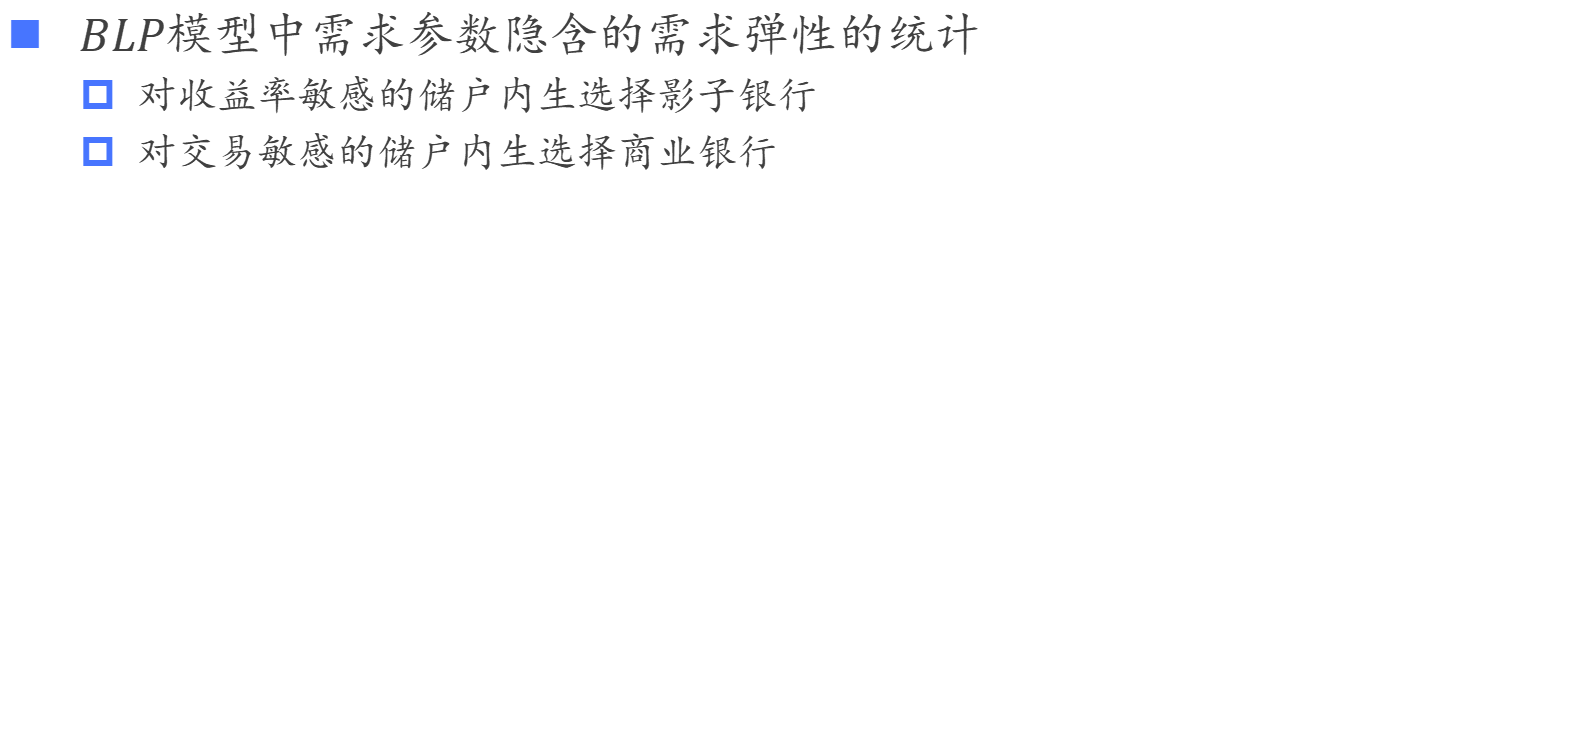 BLP模型中需求参数隐含的需求弹性的统计
对收益率敏感的储户内生选择影子银行
对交易敏感的储户内生选择商业银行